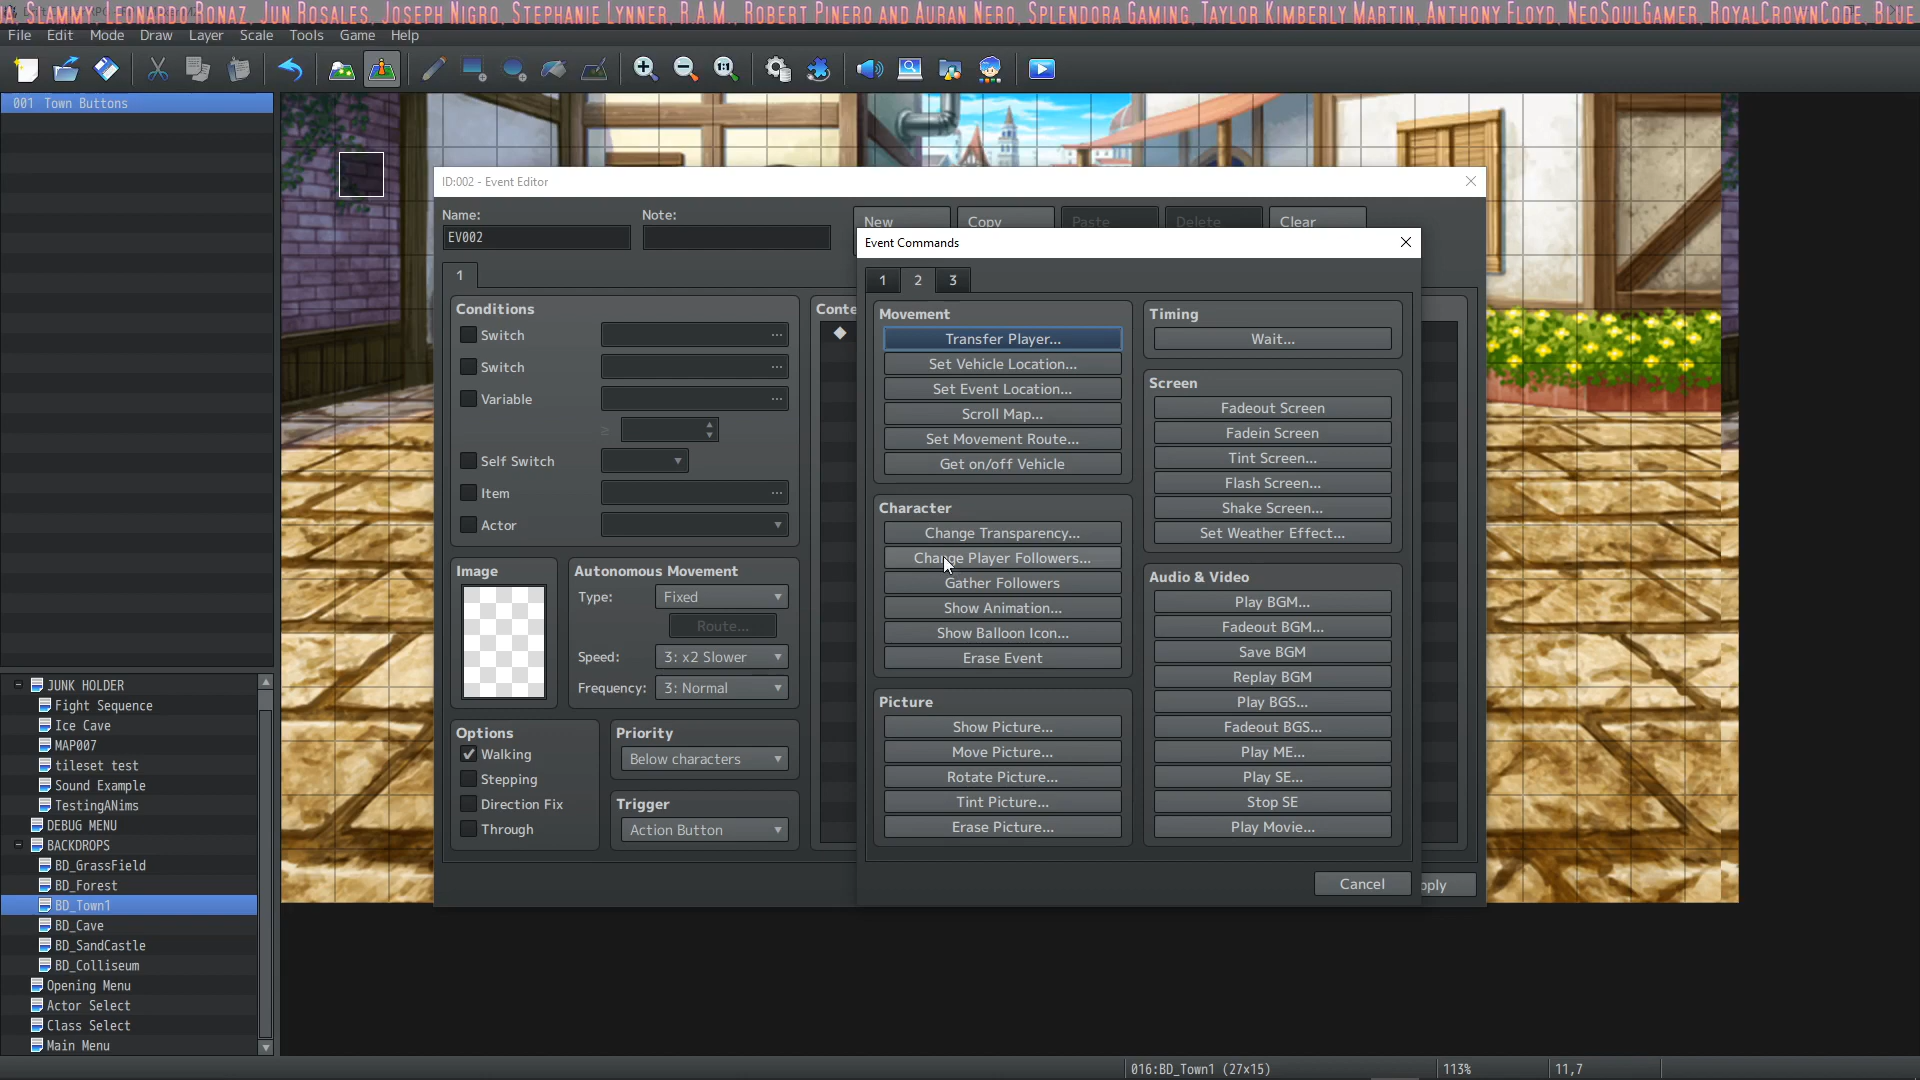 Sammy Leonard, Ronaz, Jun Rosales, Joseph Nigro, Stephanie Lynner, R.A.M., Robert Pinero and Auran Nero, Splendora Gaming, Taylor Kimberly Martin, Anthony Floyd, NeoSoulGamer, RoyalCrownCode, Blue
File Edit Mode Draw Layer Scale Tools Game Help
001 Town Buttons
ID:002 - Event Editor
Name:
EV002
Note:
New
Copy
Paste
Delete
Clear
1
Conditions
Switch
Switch
Variable
≥
Self Switch
Item
Actor
Image
Autonomous Movement
Type: Fixed
Route...
Speed: 3: x2 Slower
Frequency: 3: Normal
Options
Walking
Stepping
Direction Fix
Through
Priority
Below characters
Trigger
Action Button
Conte
Event Commands
1 2 3
Movement
Transfer Player...
Set Vehicle Location...
Set Event Location...
Scroll Map...
Set Movement Route...
Get on/off Vehicle
Character
Change Transparency...
Change Player Followers...
Gather Followers
Show Animation...
Show Balloon Icon...
Erase Event
Picture
Show Picture...
Move Picture...
Rotate Picture...
Tint Picture...
Erase Picture...
Timing
Wait...
Screen
Fadeout Screen
Fadein Screen
Tint Screen...
Flash Screen...
Shake Screen...
Set Weather Effect...
Audio & Video
Play BGM...
Fadeout BGM...
Save BGM
Replay BGM
Play BGS...
Fadeout BGS...
Play ME...
Play SE...
Stop SE
Play Movie...
Cancel
pply
JUNK HOLDER
Fight Sequence
Ice Cave
MAP007
tileset test
Sound Example
TestingANims
DEBUG MENU
BACKDROPS
BD_GrassField
BD_Forest
BD_Town1
BD_Cave
BD_SandCastle
BD_Colliseum
Opening Menu
Actor Select
Class Select
Main Menu
016:BD_Town1 (27x15)
113%
11,7